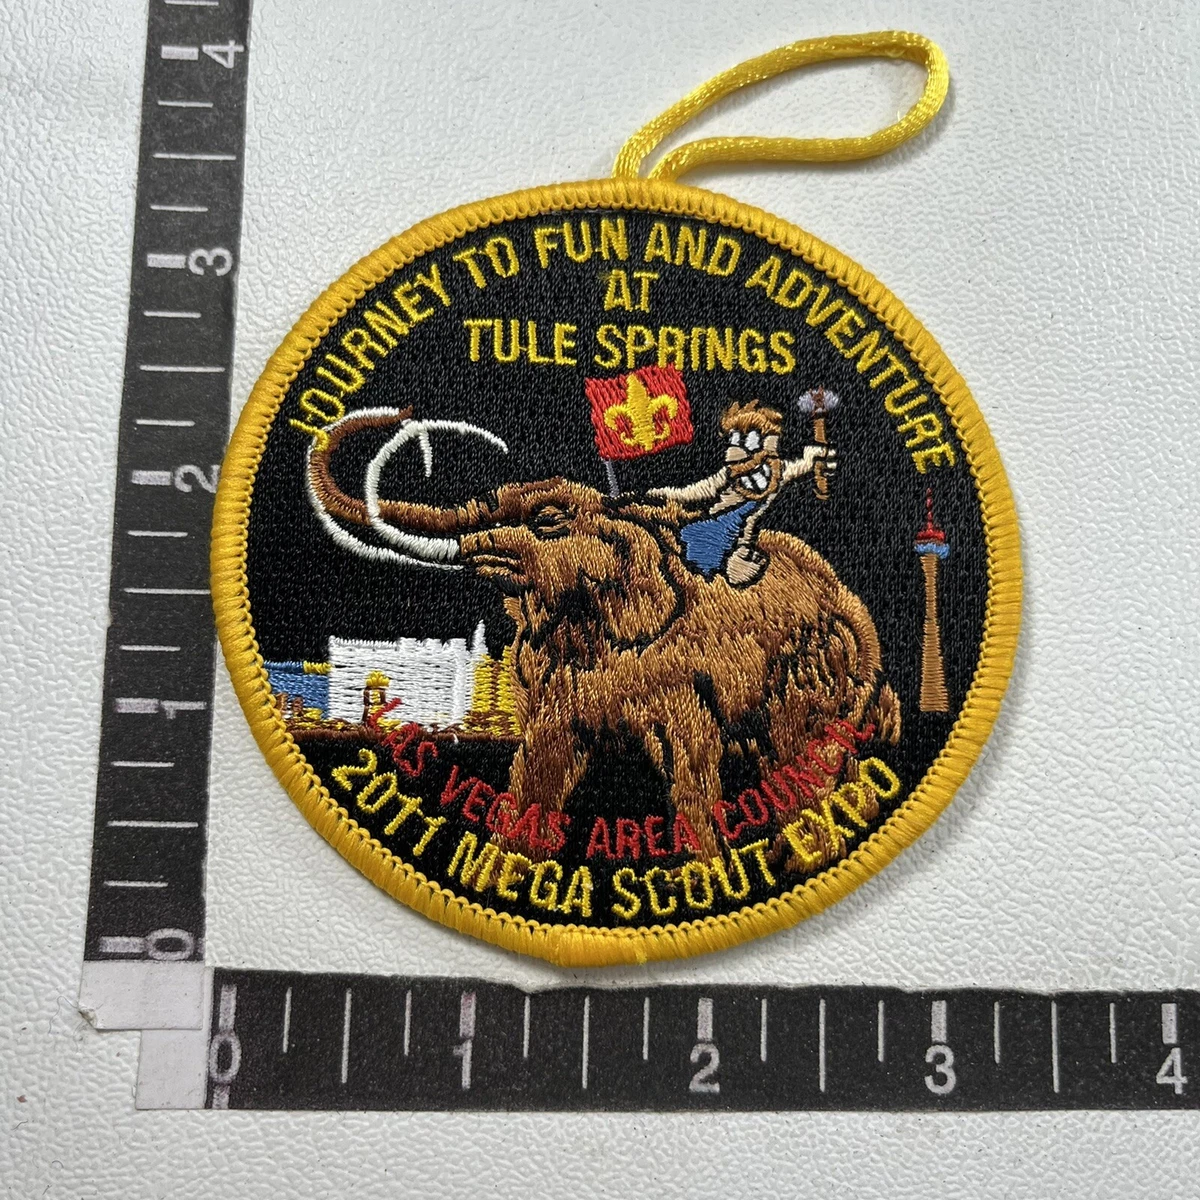 JOURNEY TO FUN AND ADVENTURE
AT
TULE SPRINGS
LAS VEGAS AREA COUNCIL
2011 MEGA SCOUT EXPO
4
3
2
1
0
0 1 2 3 4